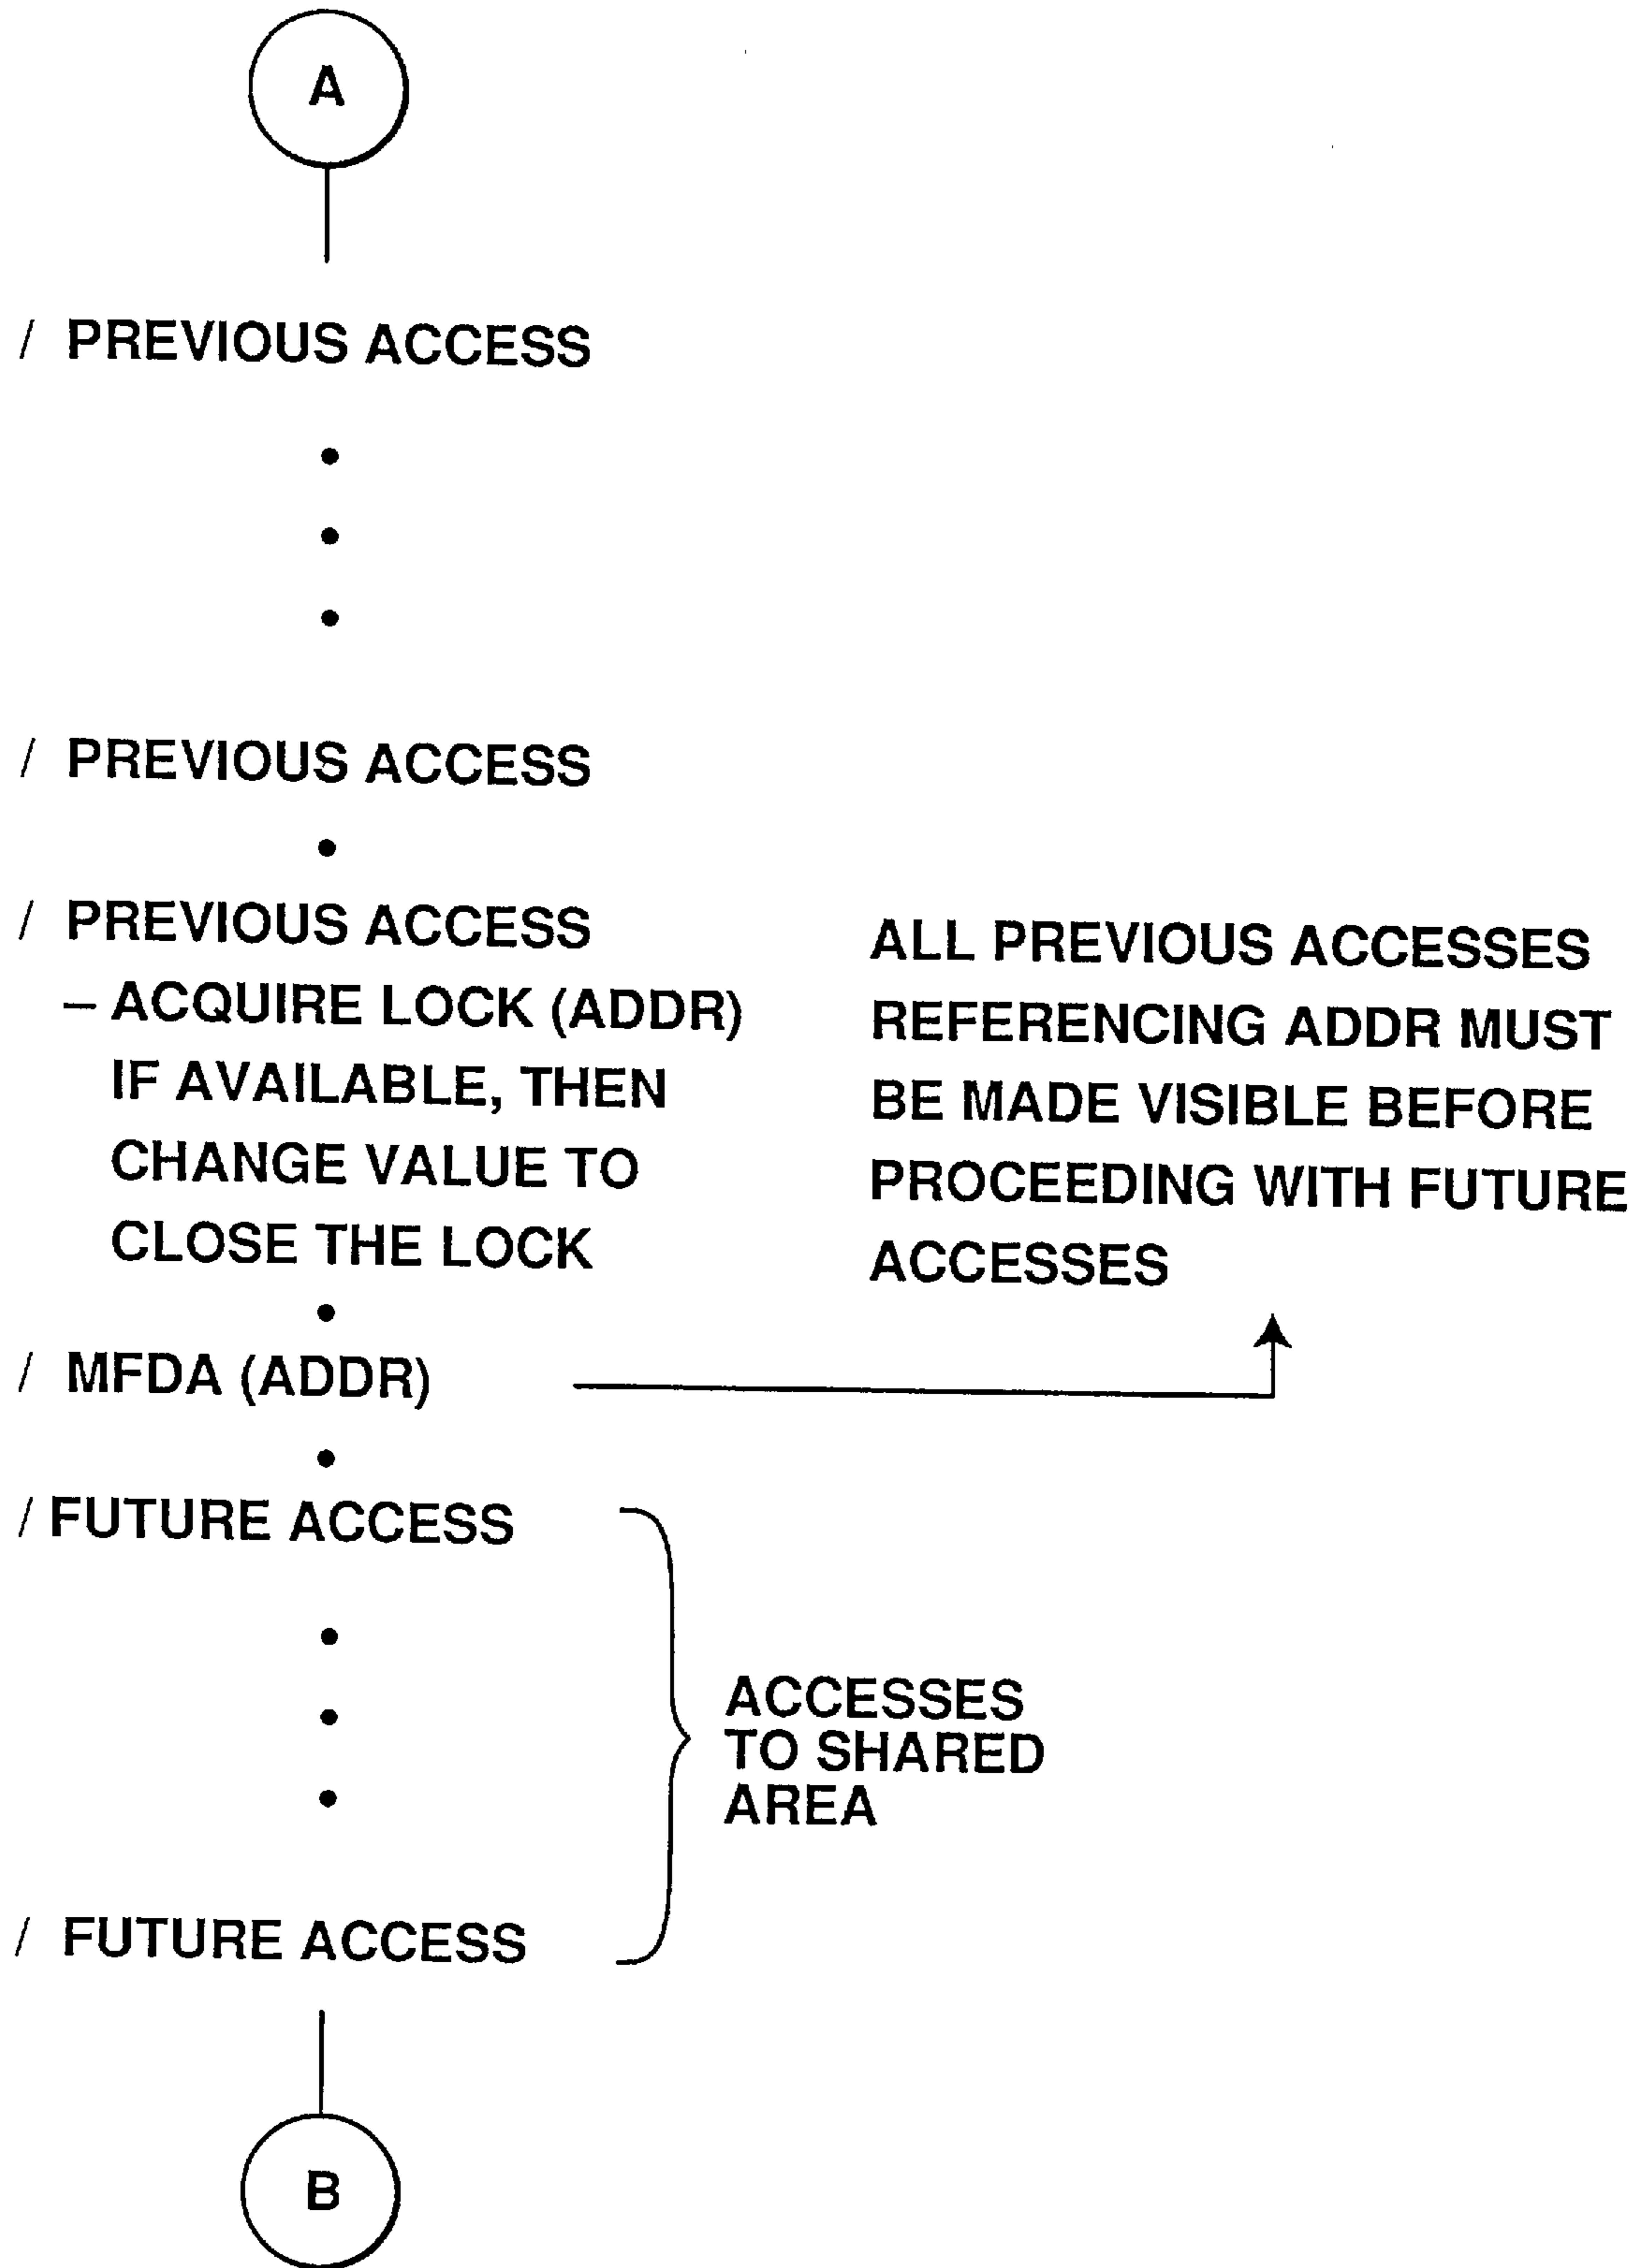 A
/ PREVIOUS ACCESS
/ PREVIOUS ACCESS
/ PREVIOUS ACCESS
– ACQUIRE LOCK (ADDR)
IF AVAILABLE, THEN
CHANGE VALUE TO
CLOSE THE LOCK
ALL PREVIOUS ACCESSES
REFERENCING ADDR MUST
BE MADE VISIBLE BEFORE
PROCEEDING WITH FUTURE
ACCESSES
/ MFDA (ADDR)
/ FUTURE ACCESS
ACCESSES
TO SHARED
AREA
/ FUTURE ACCESS
B